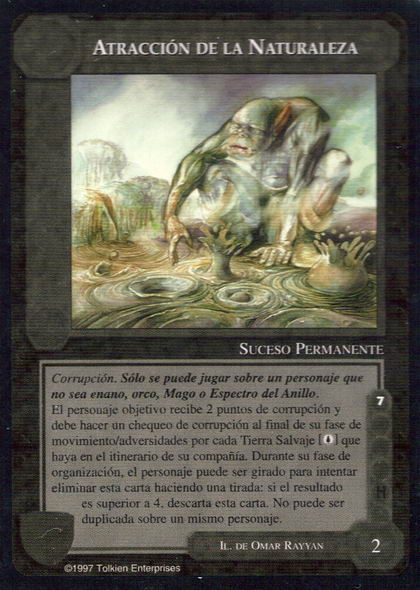 Atracción de la Naturaleza
Suceso Permanente
Corrupción. Sólo se puede jugar sobre un personaje que
no sea enano, orco, Mago o Espectro del Anillo.
El personaje objetivo recibe 2 puntos de corrupción y
debe hacer un chequeo de corrupción al final de su fase de
movimiento/adversidades por cada Tierra Salvaje [ ] que
haya en el itinerario de su compañía. Durante su fase de
organización, el personaje puede ser girado para intentar
eliminar esta carta haciendo una tirada: si el resultado
es superior a 4, descarta esta carta. No puede ser
duplicada sobre un mismo personaje.
7
H
Il. de Omar Rayyan
2
©1997 Tolkien Enterprises